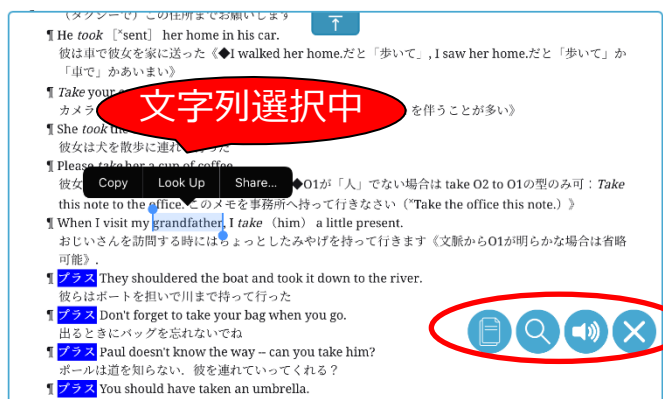 （タクシーで）この住所までお願いします
¶ He took ［˟sent］ her home in his car.
彼は車で彼女を家に送った《◆I walked her home.だと「歩いて」, I saw her home.だと「歩いて」か
「車で」かあいまい》
¶ Take your
カメラ を伴うことが多い》
文字列選択中
¶ She took the
彼女は犬を散歩に連れ
¶ Please take her a cup of coffee
彼女 ◆O1が「人」でない場合は take O2 to O1の型のみ可：Take
Copy Look Up Share...
this note to the office. このメモを事務所へ持って行きなさい（˟Take the office this note.）》
¶ When I visit my grandfather, I take （him） a little present.
おじいさんを訪問する時にはちょっとしたみやげを持って行きます《文脈からO1が明らかな場合は省略
可能》.
¶ プラス They shouldered the boat and took it down to the river.
彼らはボートを担いで川まで持って行った
¶ プラス Don't forget to take your bag when you go.
出るときにバッグを忘れないでね
¶ プラス Paul doesn't know the way – can you take him?
ポールは道を知らない．彼を連れていってくれる？
¶ プラス You should have taken an umbrella.